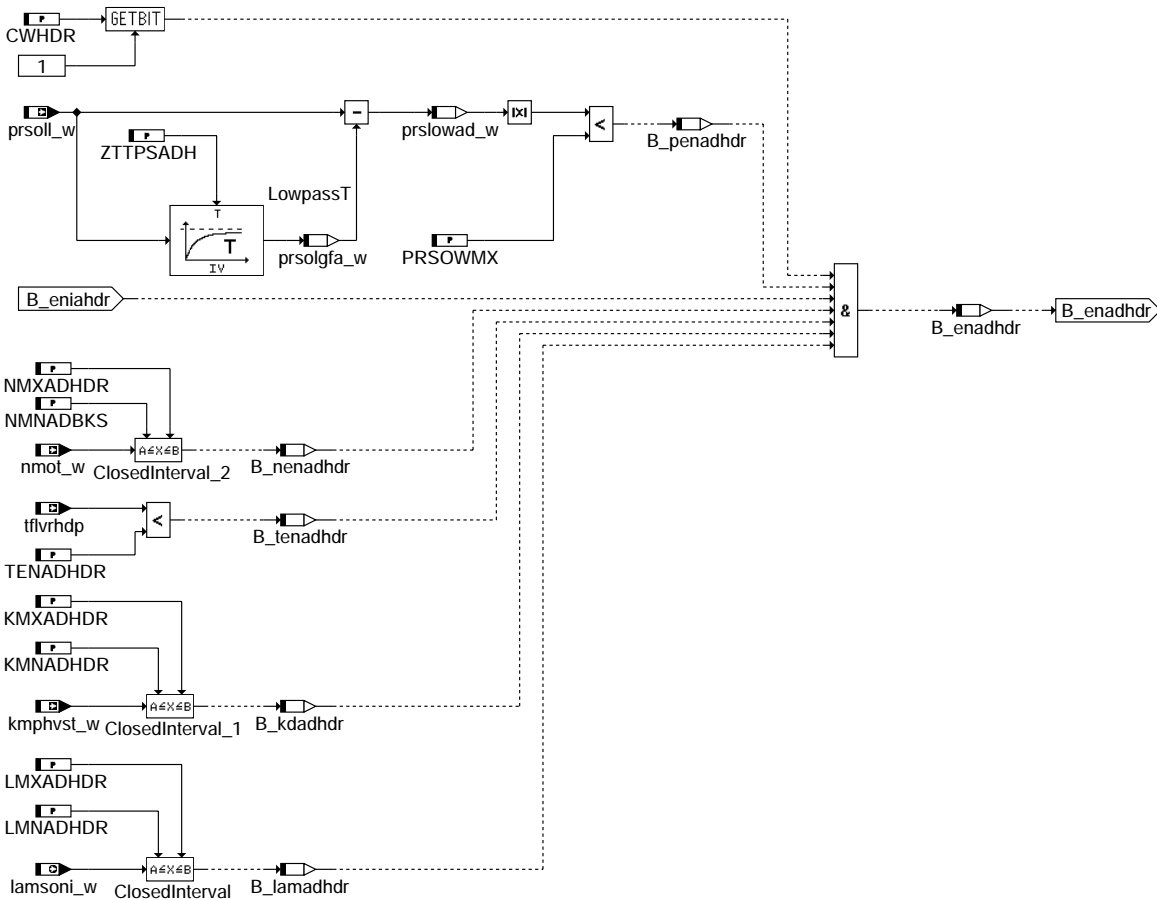 P
GETBIT
CWHDR
1
prsoll_w
P
ZTTPSADH
-
prslowad_w
|x|
<
B_penadhdr
LowpassT
T
T
IV
prsolgfa_w
P
PRSOWMX
B_eniahdr
&
B_enadhdr
B_enadhdr
P
NMXADHDR
P
NMNADBKS
nmot_w
A≤X≤B
ClosedInterval_2
B_nenadhdr
tflvrhdp
<
B_tenadhdr
P
TENADHDR
P
KMXADHDR
P
KMNADHDR
kmphvst_w
A≤X≤B
ClosedInterval_1
B_kdadhdr
P
LMXADHDR
P
LMNADHDR
lamsoni_w
A≤X≤B
ClosedInterval
B_lamadhdr